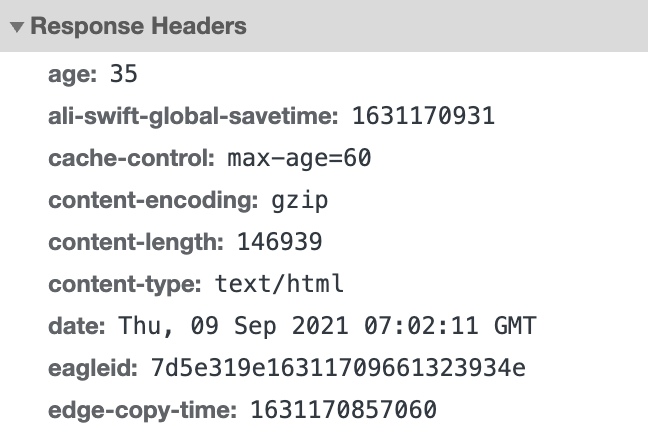 Response Headers
age: 35
ali-swift-global-savetime: 1631170931
cache-control: max-age=60
content-encoding: gzip
content-length: 146939
content-type: text/html
date: Thu, 09 Sep 2021 07:02:11 GMT
eagleid: 7d5e319e16311709661323934e
edge-copy-time: 1631170857060